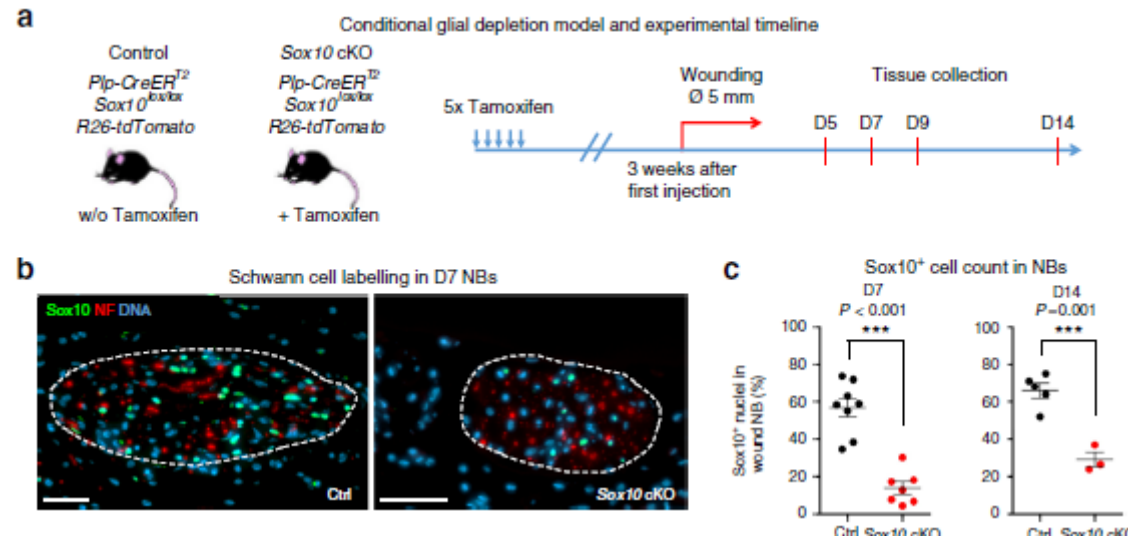 a
Conditional glial depletion model and experimental timeline
Control
Plp-CreER^T2
Sox10^lox/lox
R26-tdTomato
w/o Tamoxifen
Sox10 cKO
Plp-CreER^T2
Sox10^lox/lox
R26-tdTomato
+ Tamoxifen
5x Tamoxifen
Wounding
Ø 5 mm
3 weeks after
first injection
Tissue collection
D5 D7 D9 D14
b
Schwann cell labelling in D7 NBs
Sox10 NF DNA
Ctrl
Sox10 cKO
c
Sox10+ cell count in NBs
D7
P < 0.001
***
Sox10+ nuclei in
wound NB (%)
100
80
60
40
20
0
Ctrl Sox10 cKO
D14
P=0.001
***
100
80
60
40
20
0
Ctrl Sox10 cKO